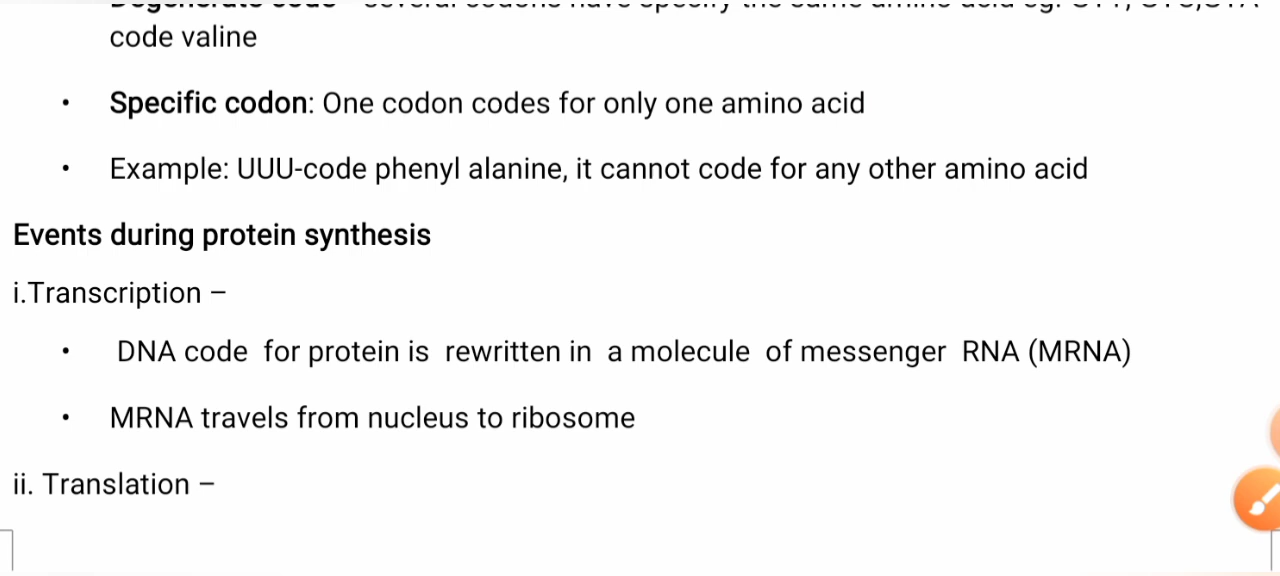 code valine
• Specific codon: One codon codes for only one amino acid
• Example: UUU-code phenyl alanine, it cannot code for any other amino acid
Events during protein synthesis
i.Transcription –
• DNA code for protein is rewritten in a molecule of messenger RNA (MRNA)
• MRNA travels from nucleus to ribosome
ii. Translation –